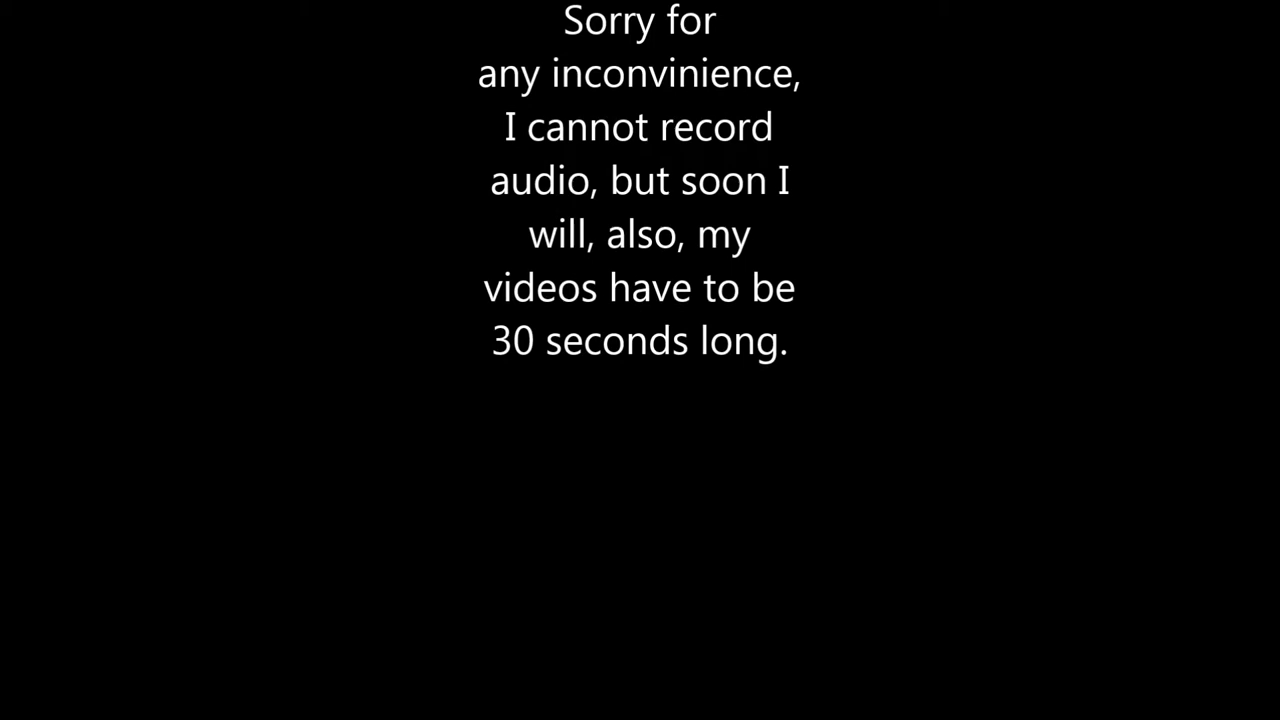 Sorry for
any inconvinience,
I cannot record
audio, but soon I
will, also, my
videos have to be
30 seconds long.